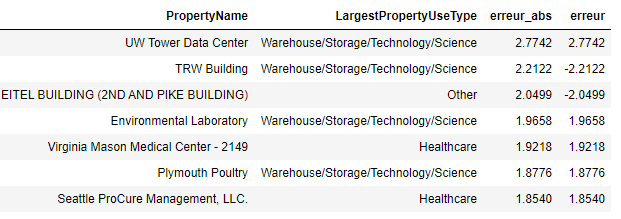 PropertyName LargestPropertyUseType erreur_abs erreur
UW Tower Data Center Warehouse/Storage/Technology/Science 2.7742 2.7742
TRW Building Warehouse/Storage/Technology/Science 2.2122 -2.2122
EITEL BUILDING (2ND AND PIKE BUILDING) Other 2.0499 -2.0499
Environmental Laboratory Warehouse/Storage/Technology/Science 1.9658 1.9658
Virginia Mason Medical Center - 2149 Healthcare 1.9218 1.9218
Plymouth Poultry Warehouse/Storage/Technology/Science 1.8776 1.8776
Seattle ProCure Management, LLC. Healthcare 1.8540 1.8540